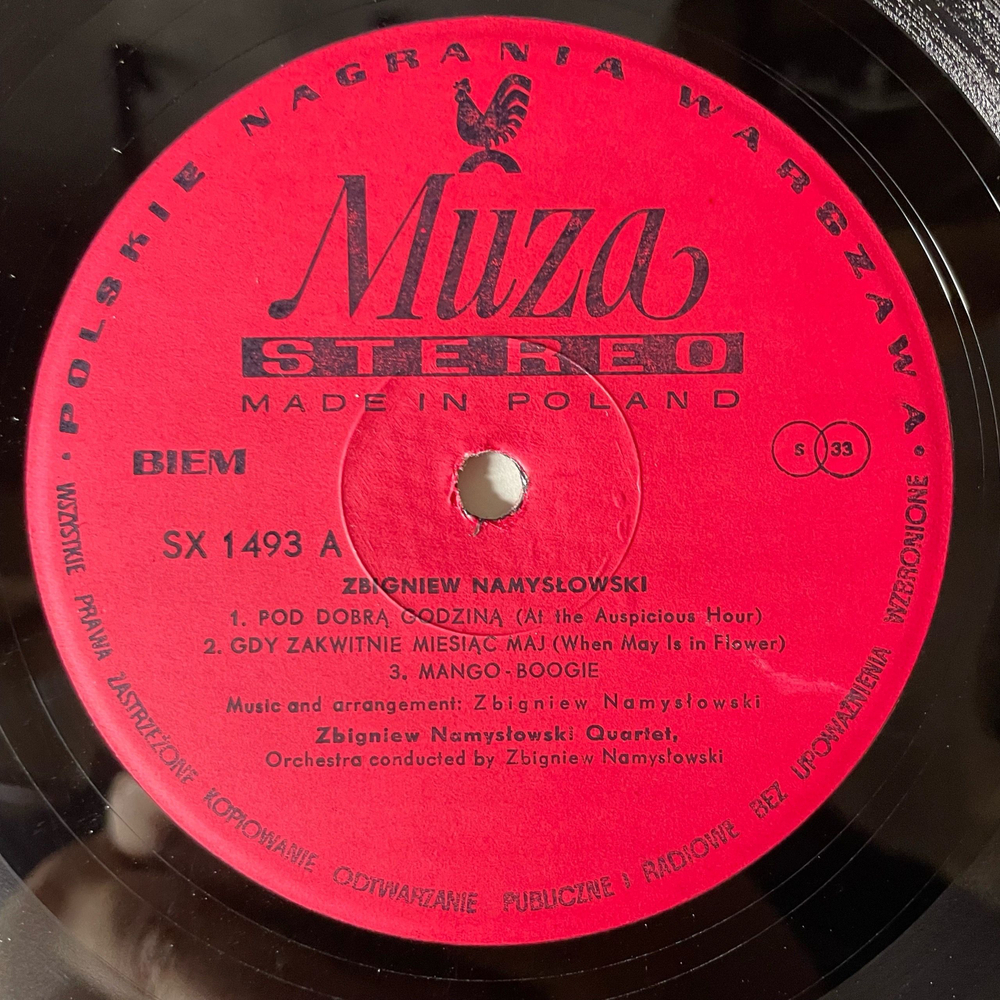 • POLSKIE NAGRANIA WARSZAWA •
Muza
STEREO
MADE IN POLAND
BIEM
S 33
SX 1493 A
ZBIGNIEW NAMYSŁOWSKI
1. POD DOBRĄ GODZINĄ (At the Auspicious Hour)
2. GDY ZAKWITNIE MIESIĄC MAJ (When May Is in Flower)
3. MANGO-BOOGIE
Music and arrangement: Zbigniew Namysłowski
Zbigniew Namysłowski Quartet,
Orchestra conducted by Zbigniew Namysłowski
WSZYSTKIE PRAWA ZASTRZEŻONE KOPIOWANIE ODTWARZANIE PUBLICZNE I RADIOWE BEZ UPOWAŻNIENIA WZBRONIONE